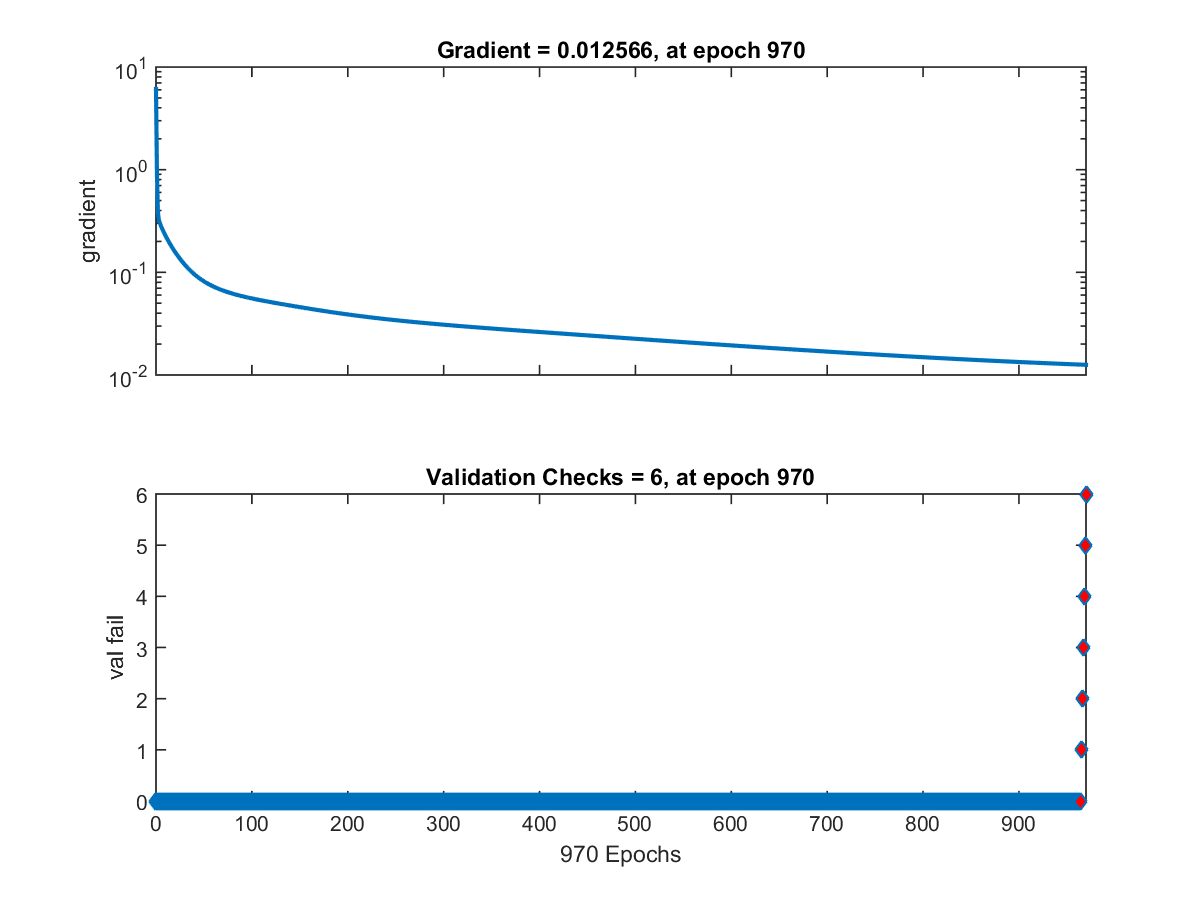 Gradient = 0.012566, at epoch 970
10^1
10^0
10^-1
10^-2
gradient
Validation Checks = 6, at epoch 970
6
5
4
3
2
1
0
val fail
0 100 200 300 400 500 600 700 800 900
970 Epochs